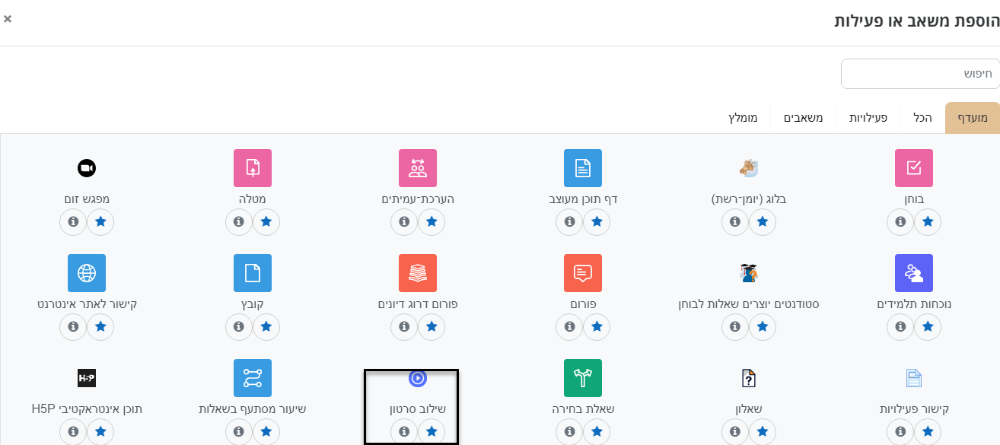 הוספת משאב או פעילות
חיפוש
מועדף הכל פעילויות משאבים מומלץ
בוחן
בלוג (יומן-רשת)
דף תוכן מעוצב
הערכת-עמיתים
מטלה
מפגש זום
נוכחות תלמידים
סטודנטים יוצרים שאלות לבוחן
פורום
פורום דרוג דיונים
קובץ
קישור לאתר אינטרנט
קישור פעילויות
שאלון
שאלת בחירה
שילוב סרטון
שיעור מסתעף בשאלות
H5P
תוכן אינטראקטיבי H5P